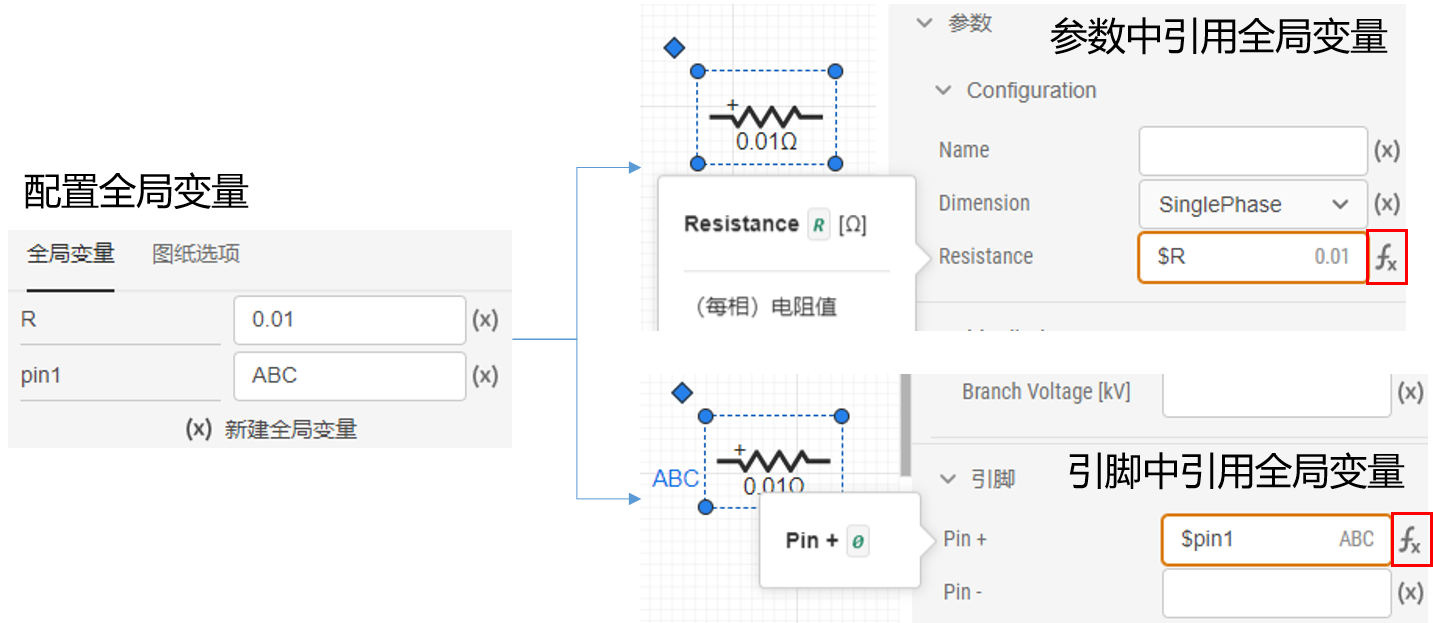 配置全局变量
全局变量 图纸选项
R 0.01 (x)
pin1 ABC (x)
(x) 新建全局变量
+
0.01Ω
Resistance R [Ω]
(每相) 电阻值
参数
参数中引用全局变量
Configuration
Name (x)
Dimension SinglePhase (x)
Resistance $R 0.01 fx
ABC
+
0.01Ω
Pin + 0
Branch Voltage [kV] (x)
引脚
引脚中引用全局变量
Pin + $pin1 ABC fx
Pin - (x)